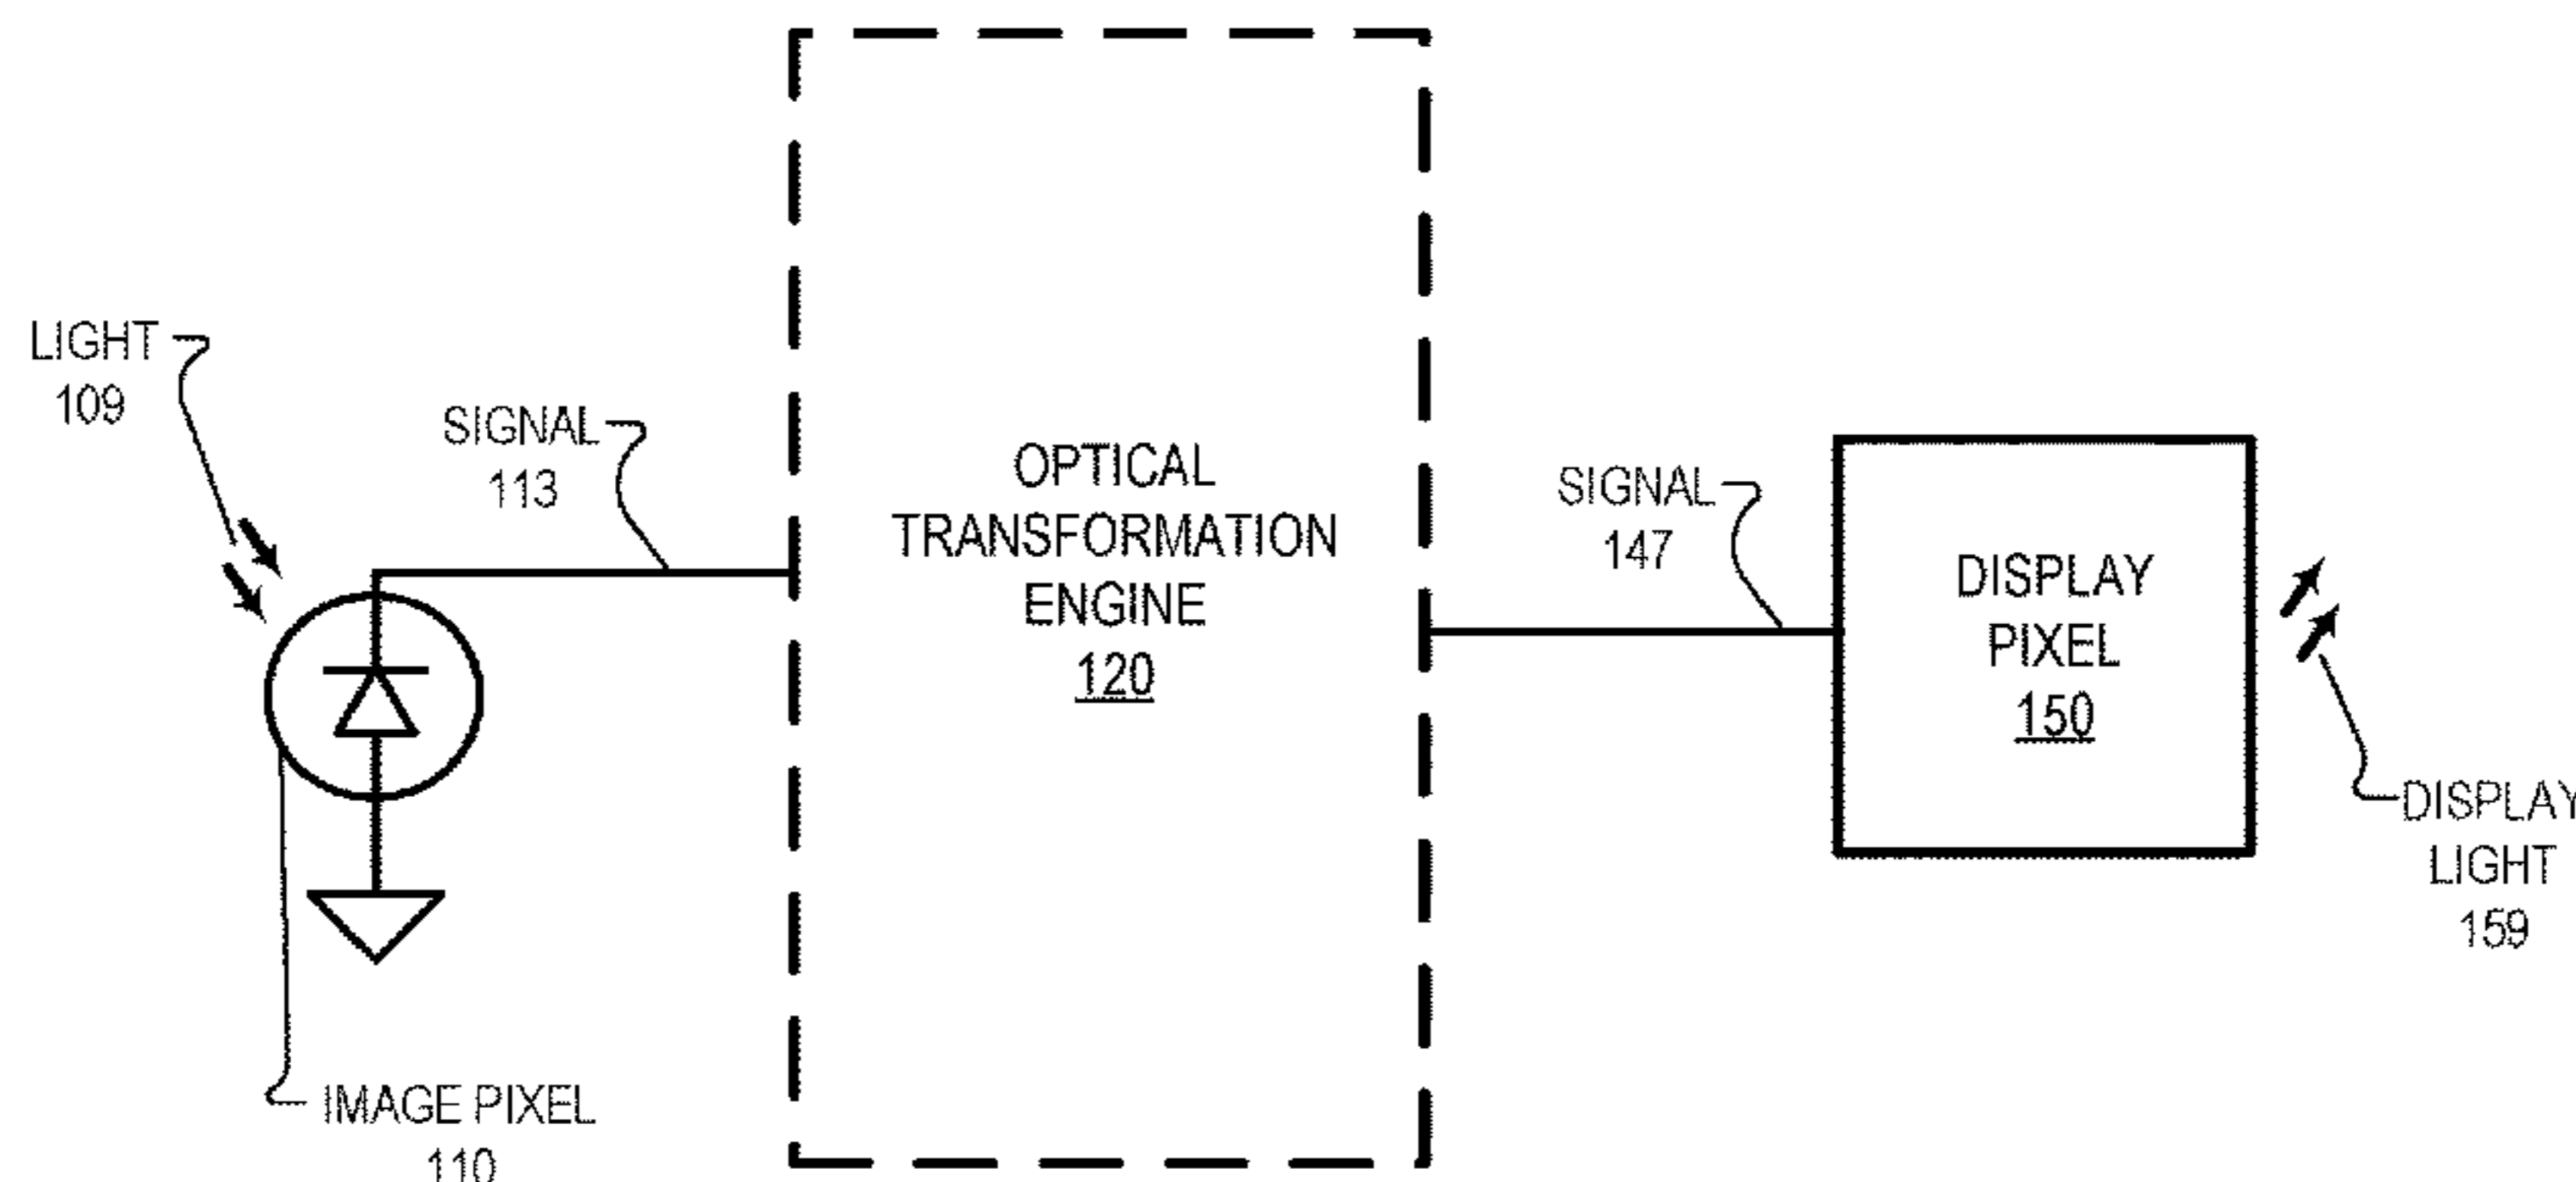 LIGHT
109
SIGNAL
113
OPTICAL
TRANSFORMATION
ENGINE
120
SIGNAL
147
DISPLAY
PIXEL
150
DISPLAY
LIGHT
159
IMAGE PIXEL
110